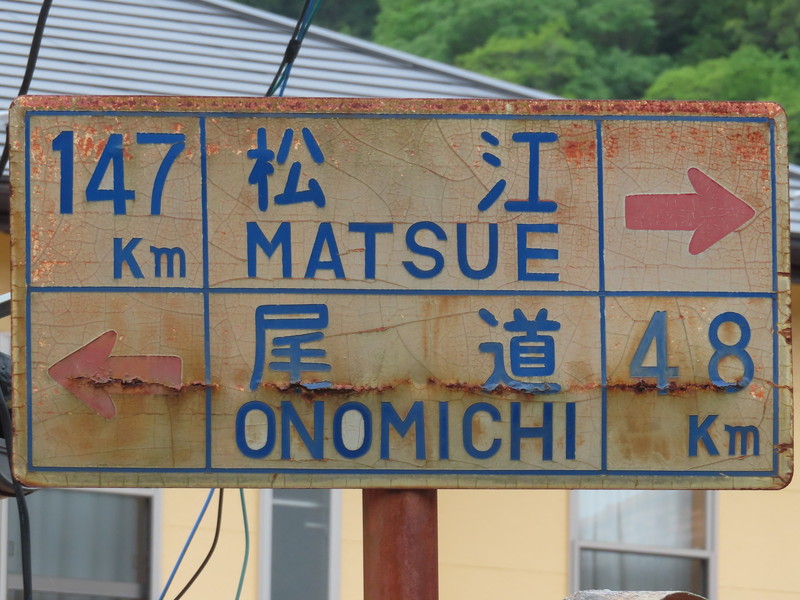 147 松江
Km MATSUE
尾道 48
ONOMICHI Km